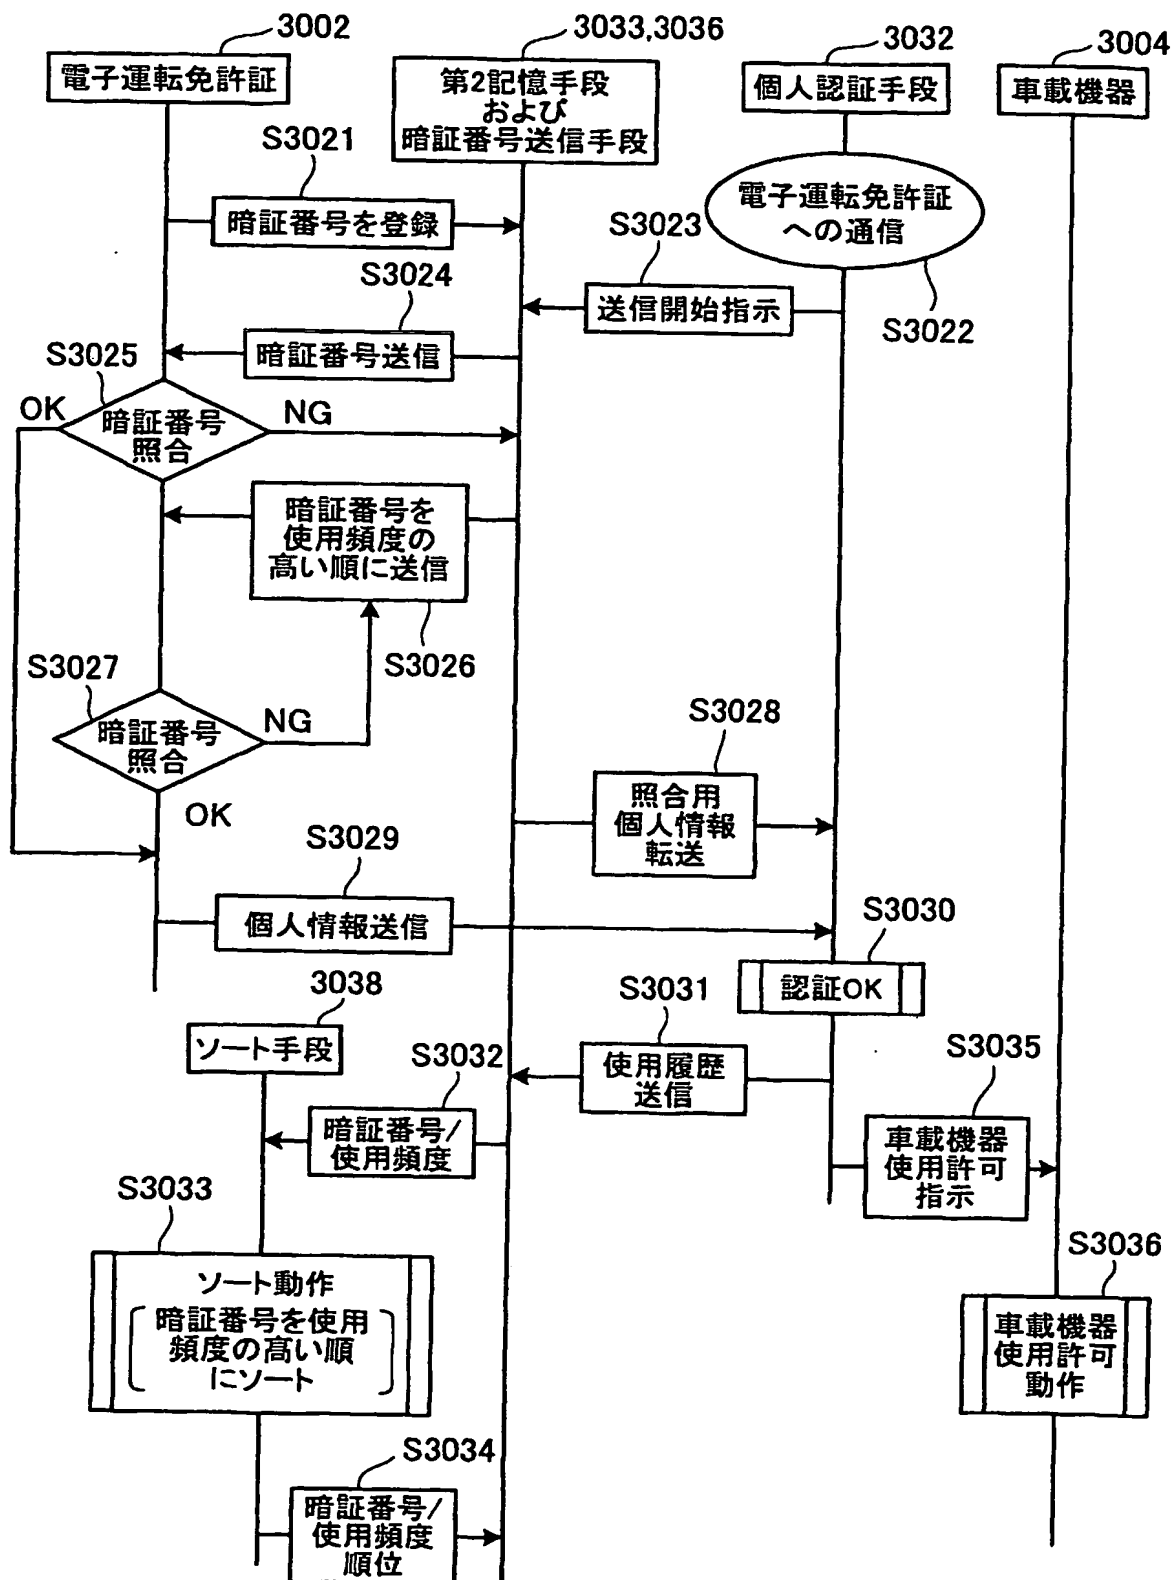 3002
電子運転免許証
3033,3036
第2記憶手段
および
暗証番号送信手段
3032
個人認証手段
3004
車載機器
S3021
暗証番号を登録
電子運転免許証
への通信
S3022
S3023
送信開始指示
S3024
暗証番号送信
S3025
OK
暗証番号
照合
NG
暗証番号を
使用頻度の
高い順に送信
S3026
S3027
暗証番号
照合
NG
OK
S3028
照合用
個人情報
転送
S3029
個人情報送信
S3030
認証OK
3038
ソート手段
S3031
使用履歴
送信
S3032
暗証番号/
使用頻度
S3035
車載機器
使用許可
指示
S3033
ソート動作
暗証番号を使用
頻度の高い順
にソート
S3036
車載機器
使用許可
動作
S3034
暗証番号/
使用頻度
順位